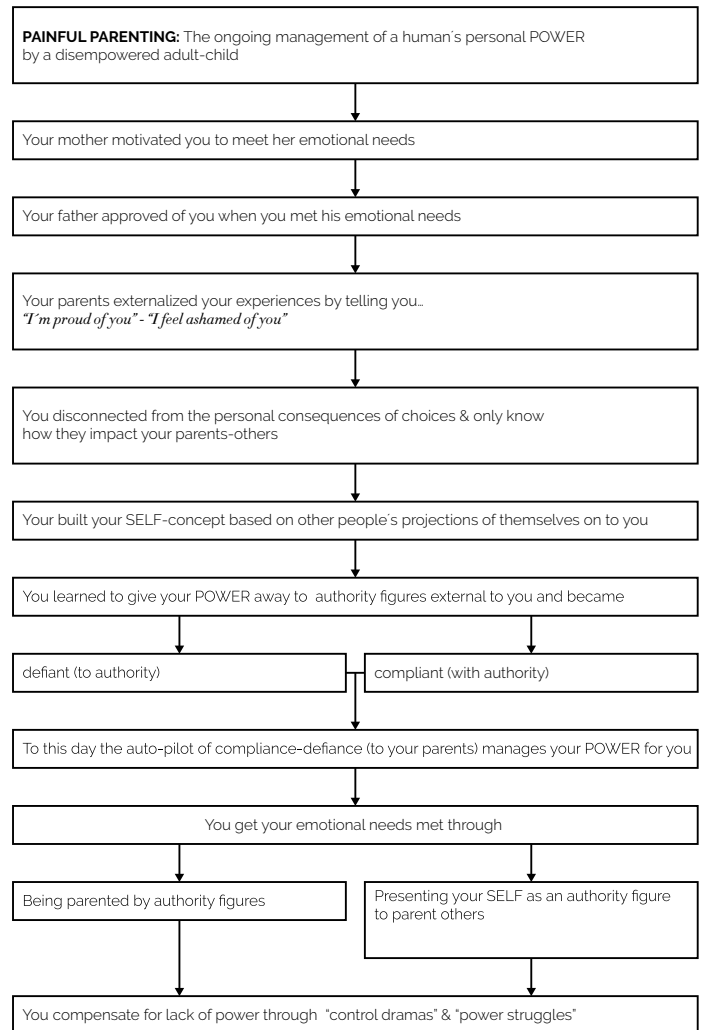 PAINFUL PARENTING: The ongoing management of a human´s personal POWER
by a disempowered adult-child
Your mother motivated you to meet her emotional needs
Your father approved of you when you met his emotional needs
Your parents externalized your experiences by telling you…
“I´m proud of you” - “I feel ashamed of you”
You disconnected from the personal consequences of choices & only know
how they impact your parents-others
Your built your SELF-concept based on other people´s projections of themselves on to you
You learned to give your POWER away to  authority figures external to you and became
defiant (to authority)
compliant (with authority)
To this day the auto-pilot of compliance-defiance (to your parents) manages your POWER for you
You get your emotional needs met through
Being parented by authority figures
Presenting your SELF as an authority figure
to parent others
You compensate for lack of power through  “control dramas” & “power struggles”